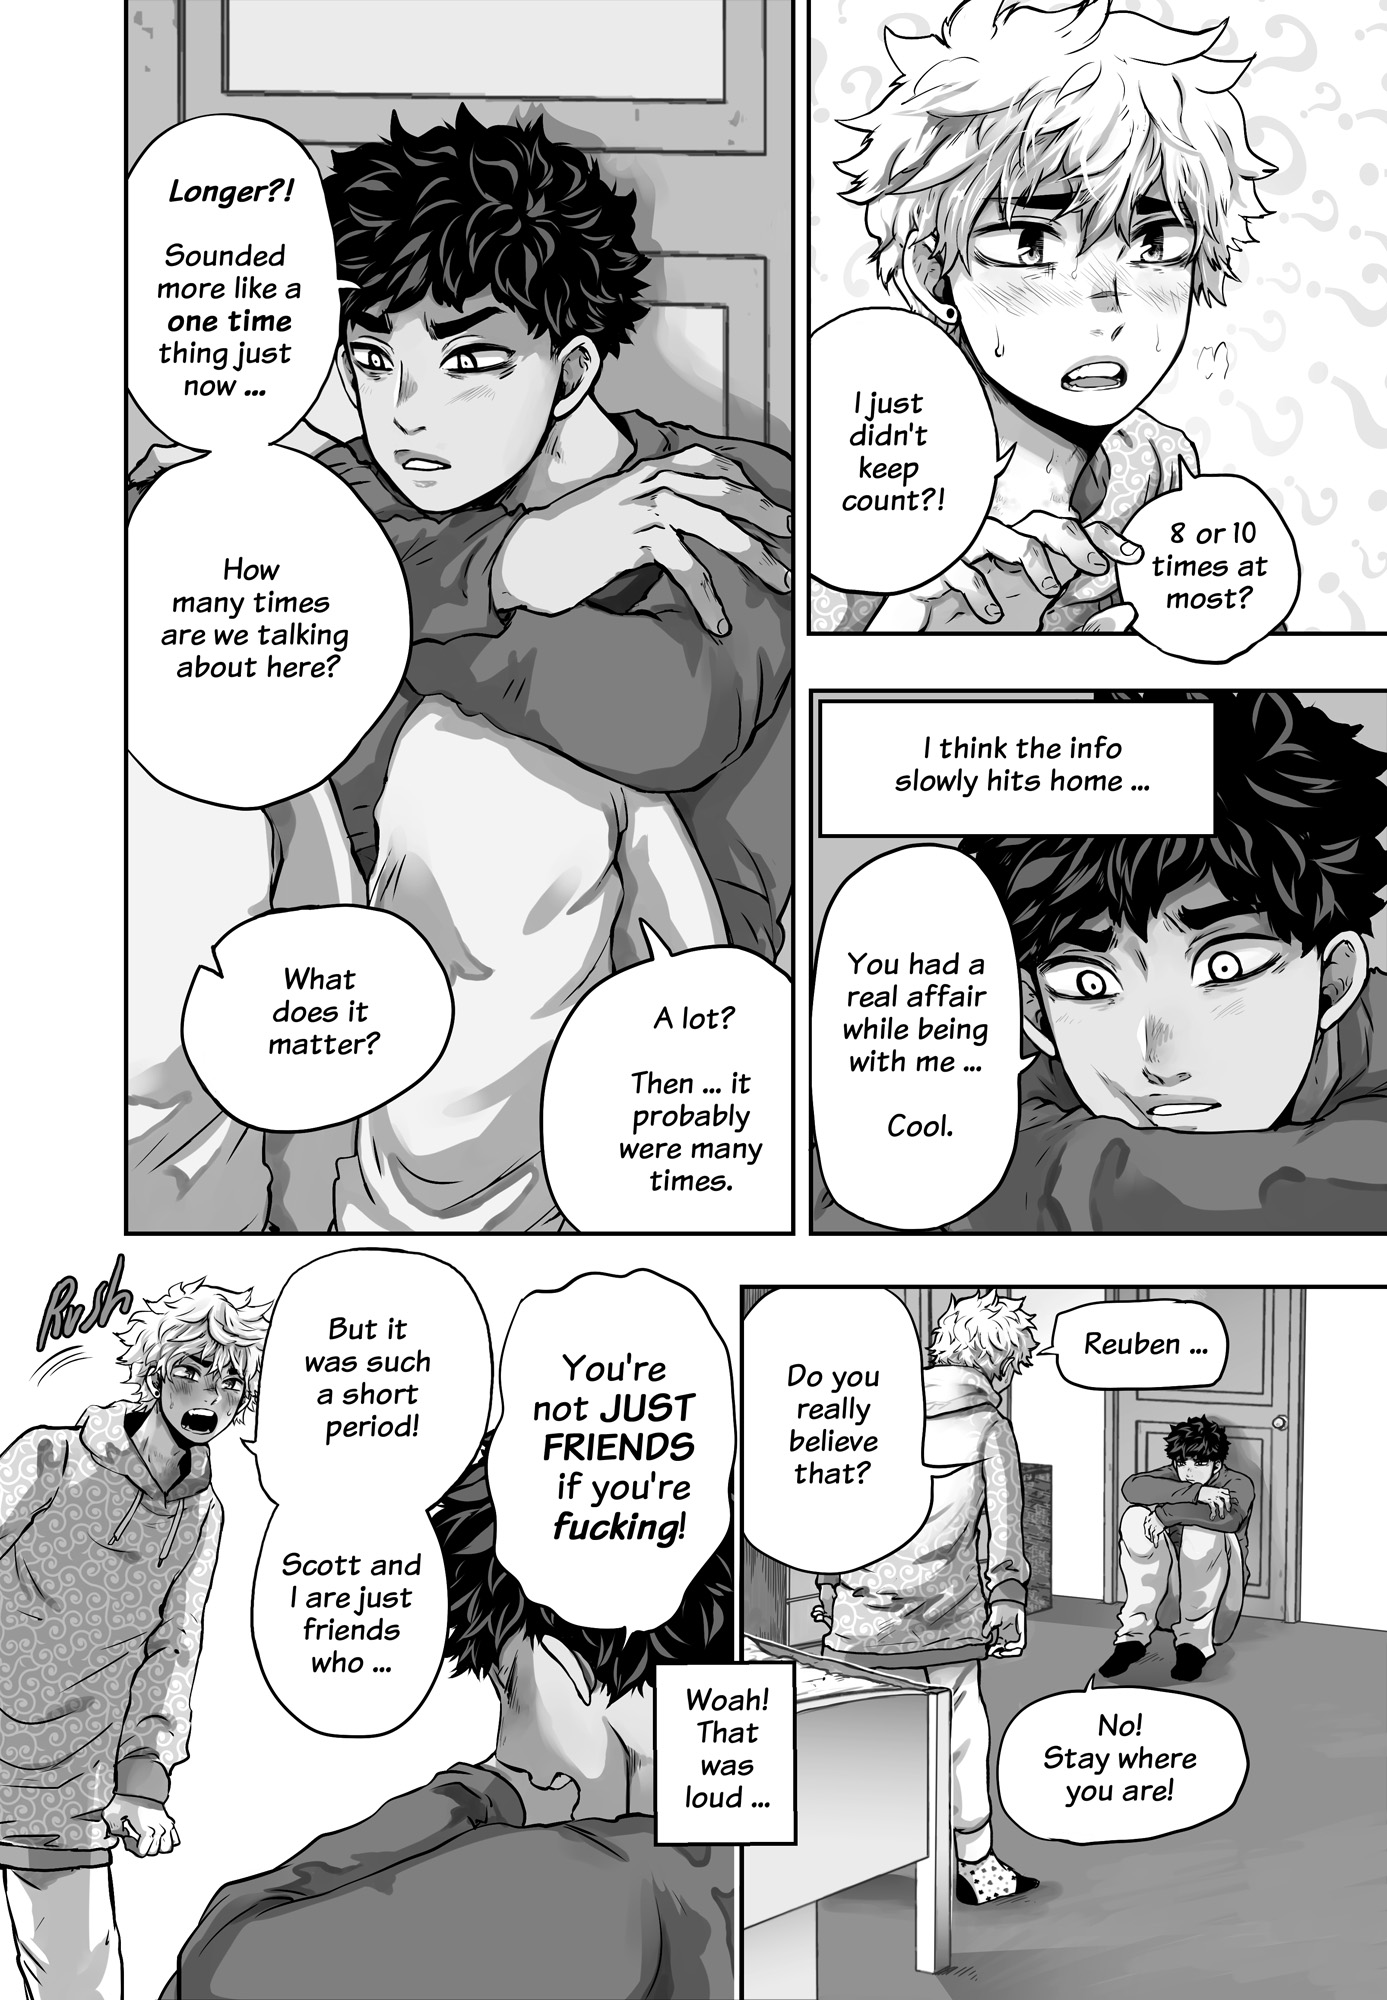 Longer?!
Sounded
more like a
one time
thing just
now ...
How
many times
are we talking
about here?
What
does it
matter?
A lot?
Then ... it
probably
were many
times.
I just
didn't
keep
count?!
8 or 10
times at
most?
I think the info
slowly hits home ...
You had a
real affair
while being
with me ...
Cool.
Rush
But it
was such
a short
period!
Scott and
I are just
friends
who ...
You're
not JUST
FRIENDS
if you're
fucking!
Woah!
That
was
loud ...
Reuben ...
Do you
really
believe
that?
No!
Stay where
you are!